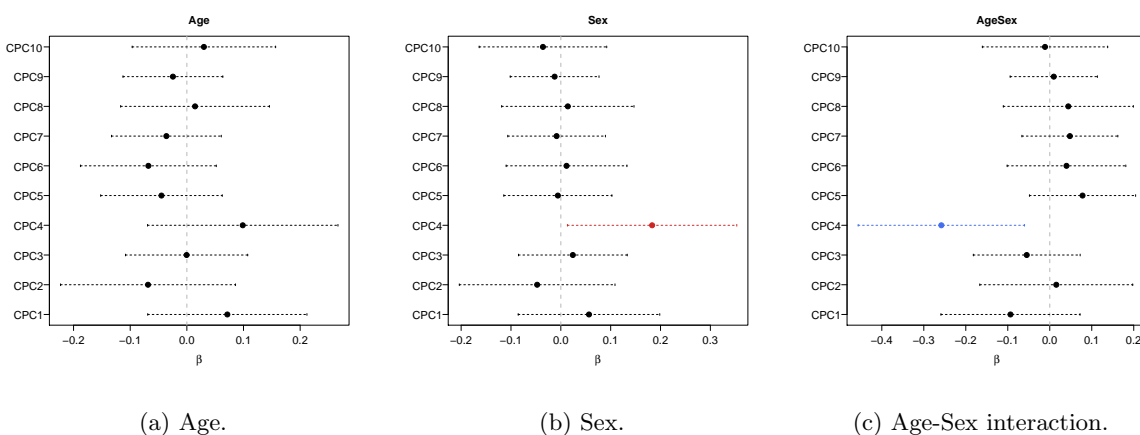 Age
CPC10
CPC9
CPC8
CPC7
CPC6
CPC5
CPC4
CPC3
CPC2
CPC1
−0.2 −0.1 0.0 0.1 0.2
β
(a) Age.
Sex
CPC10
CPC9
CPC8
CPC7
CPC6
CPC5
CPC4
CPC3
CPC2
CPC1
−0.2 −0.1 0.0 0.1 0.2 0.3
β
(b) Sex.
AgeSex
CPC10
CPC9
CPC8
CPC7
CPC6
CPC5
CPC4
CPC3
CPC2
CPC1
−0.4 −0.3 −0.2 −0.1 0.0 0.1 0.2
β
(c) Age-Sex interaction.